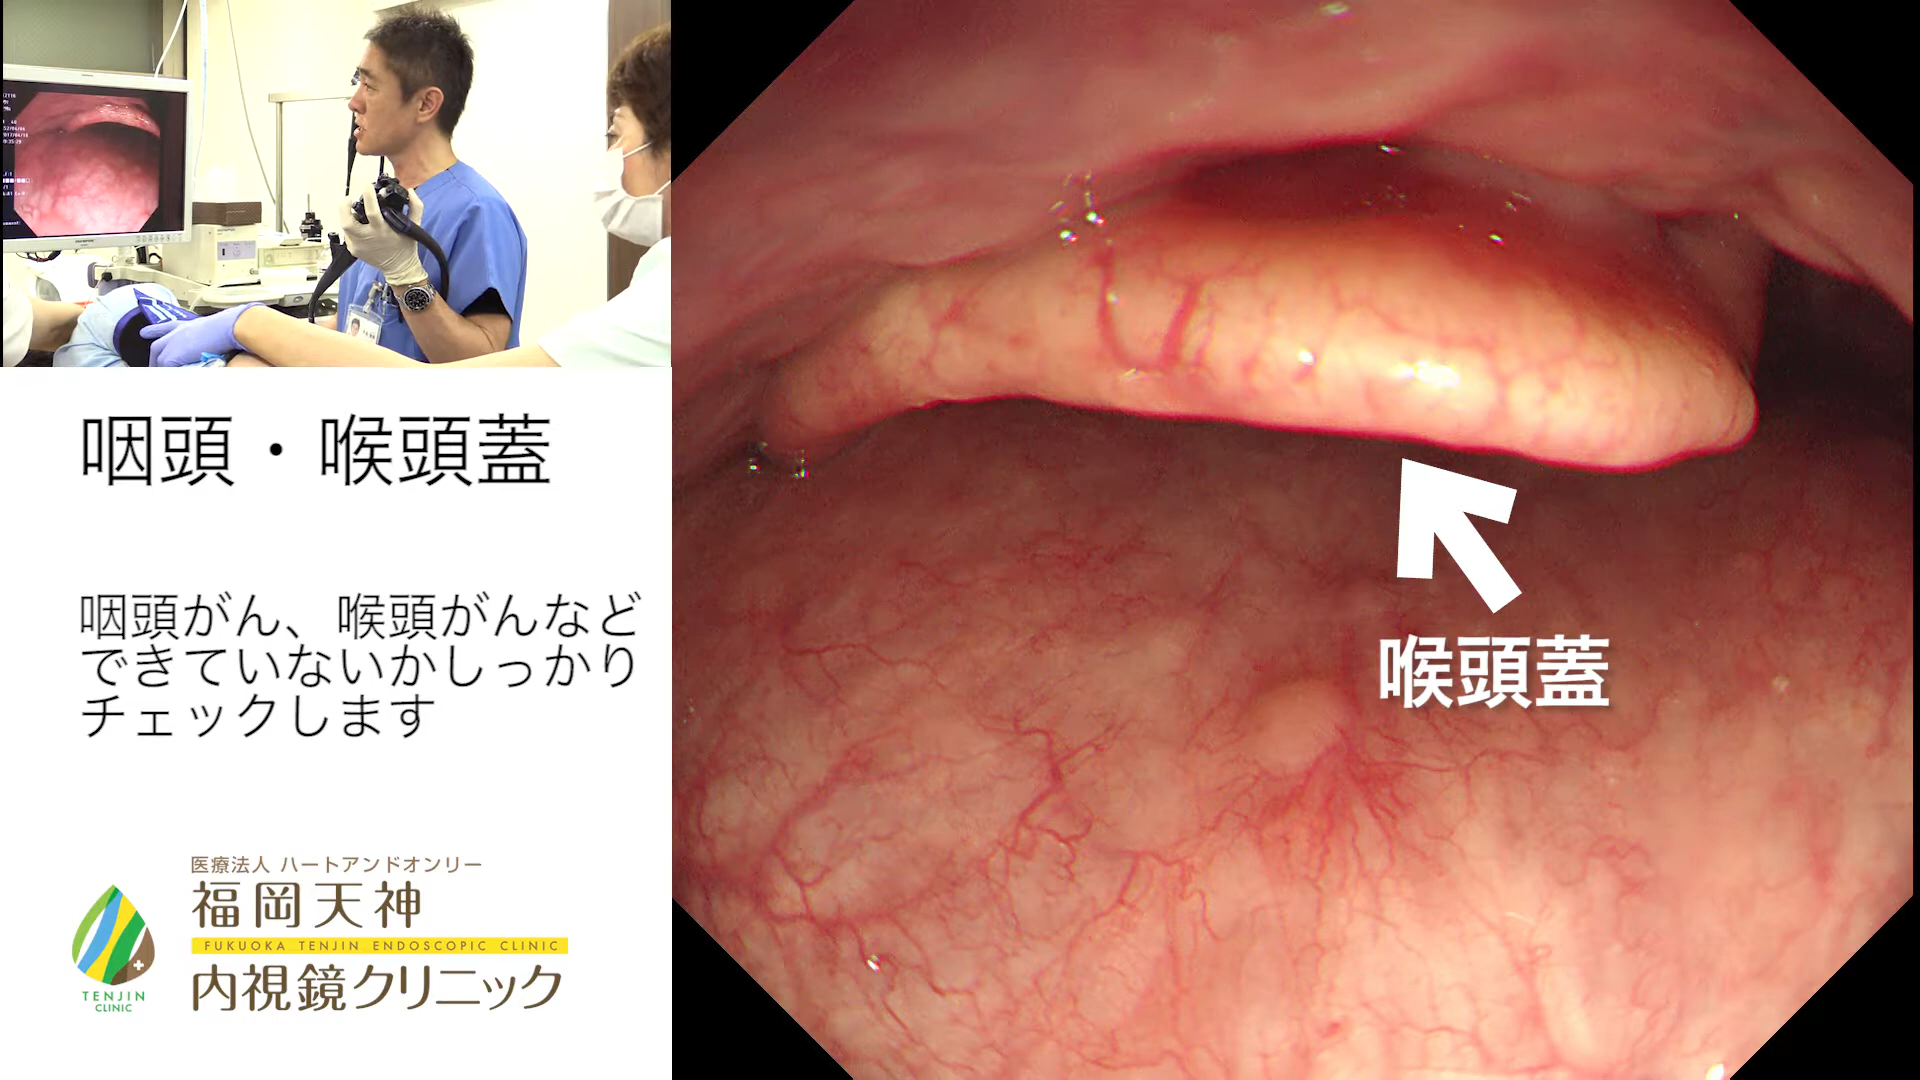 咽頭・喉頭蓋
咽頭がん、喉頭がんなど
できていないかしっかり
チェックします
医療法人 ハートアンドオンリー
福岡天神
FUKUOKA TENJIN ENDOSCOPIC CLINIC
内視鏡クリニック
TENJIN
CLINIC
喉頭蓋